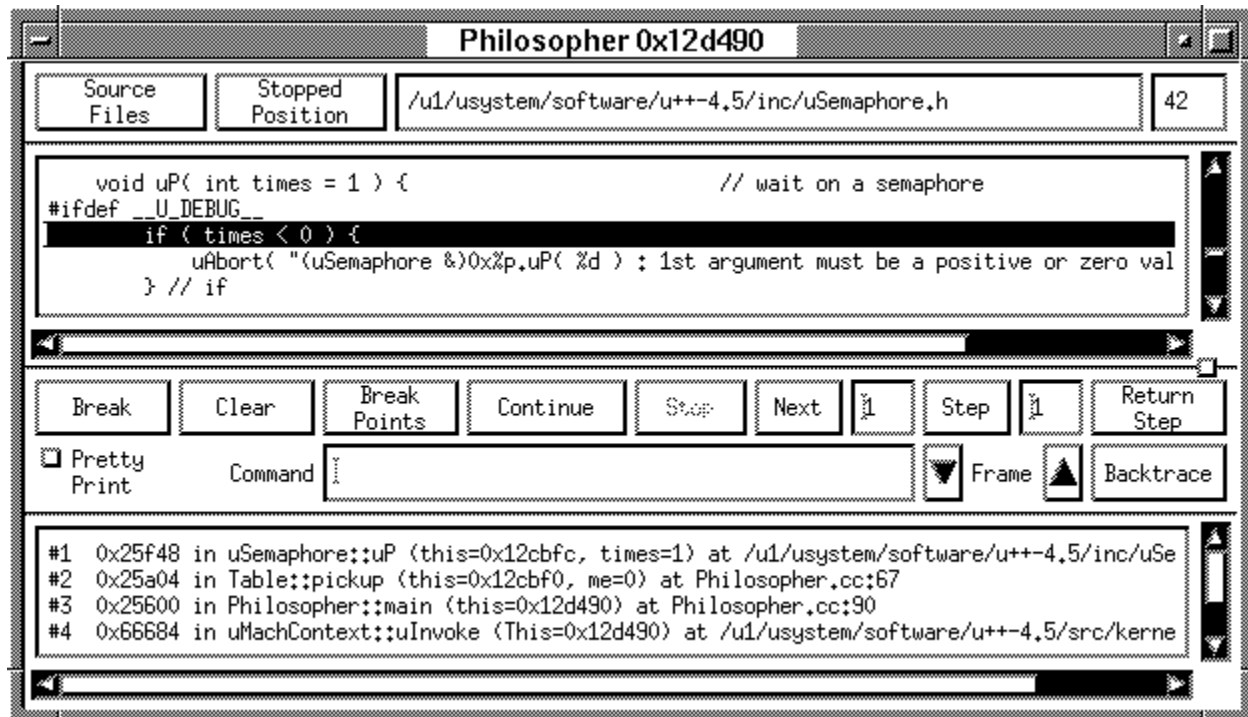 Philosopher 0x12d490
Source Files
Stopped Position
/u1/usystem/software/u++-4.5/inc/uSemaphore.h
42
void uP( int times = 1 ) { // wait on a semaphore
#ifdef __U_DEBUG__
if ( times < 0 ) {
uAbort( "(uSemaphore &)0x%p.uP( %d ) : 1st argument must be a positive or zero val
} // if
Break
Clear
Break Points
Continue
Stop
Next
1
Step
1
Return Step
Pretty Print
Command
Frame
Backtrace
#1 0x25f48 in uSemaphore::uP (this=0x12cbfc, times=1) at /u1/usystem/software/u++-4.5/inc/uSe
#2 0x25a04 in Table::pickup (this=0x12cbf0, me=0) at Philosopher.cc:67
#3 0x25600 in Philosopher::main (this=0x12d490) at Philosopher.cc:90
#4 0x66684 in uMachContext::uInvoke (This=0x12d490) at /u1/usystem/software/u++-4.5/src/kerne